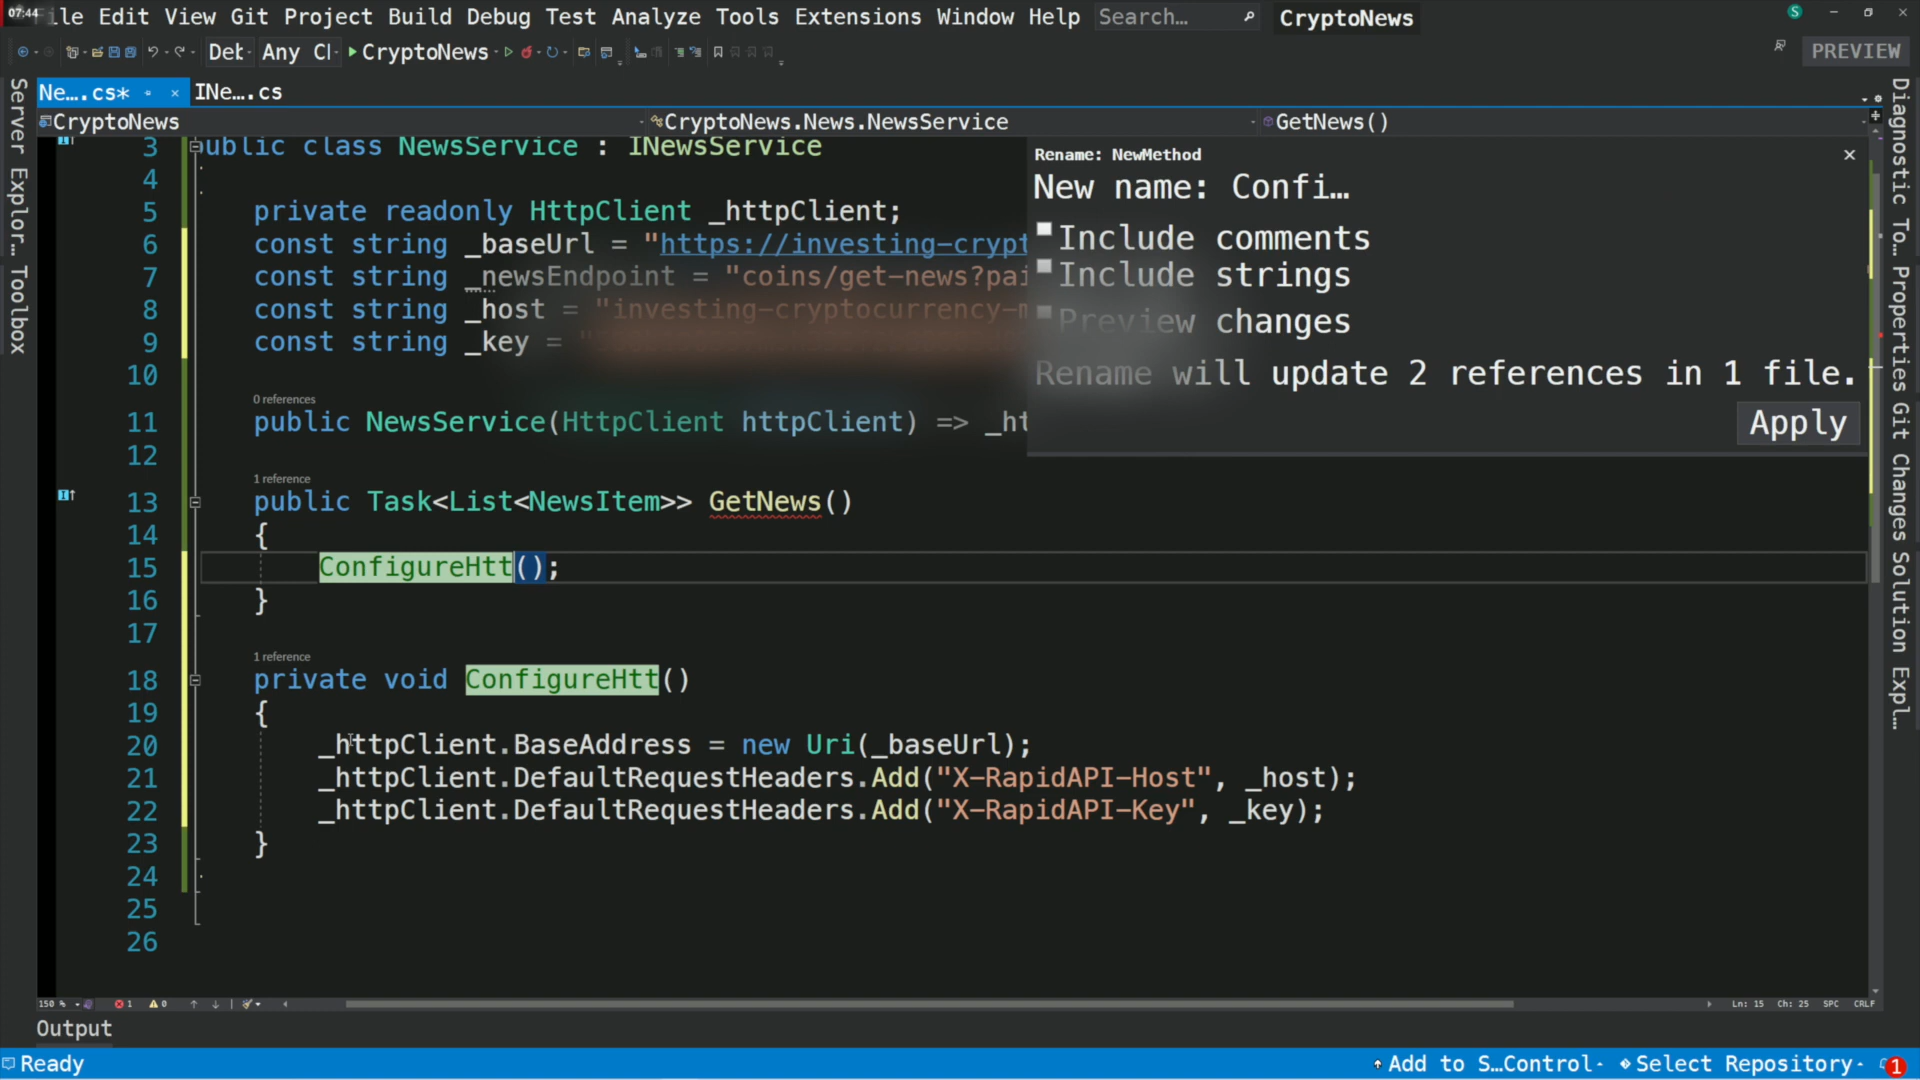 07:44 ile Edit View Git Project Build Debug Test Analyze Tools Extensions Window Help Search... CryptoNews S
Det Any Cl CryptoNews PREVIEW
Ne....cs* INe....cs
CryptoNews CryptoNews.News.NewsService GetNews()
Server Explor... Toolbox
3 public class NewsService : INewsService
4
5 private readonly HttpClient _httpClient;
6 const string _baseUrl = "https://investing-crypt
7 const string _newsEndpoint = "coins/get-news?pai
8 const string _host = "investing-cryptocurrency-m
9 const string _key = "
10
0 references
11 public NewsService(HttpClient httpClient) => _ht
12
1 reference
13 public Task<List<NewsItem>> GetNews()
14 {
15 ConfigureHtt();
16 }
17
1 reference
18 private void ConfigureHtt()
19 {
20 _httpClient.BaseAddress = new Uri(_baseUrl);
21 _httpClient.DefaultRequestHeaders.Add("X-RapidAPI-Host", _host);
22 _httpClient.DefaultRequestHeaders.Add("X-RapidAPI-Key", _key);
23 }
24
25
26
Rename: NewMethod
New name: Confi...
Include comments
Include strings
Preview changes
Rename will update 2 references in 1 file.
Apply
Diagnostic To... Properties Git Changes Solution Expl...
150 % 1 0 Ln: 15 Ch: 25 SPC CRLF
Output
Ready Add to S...Control Select Repository 1